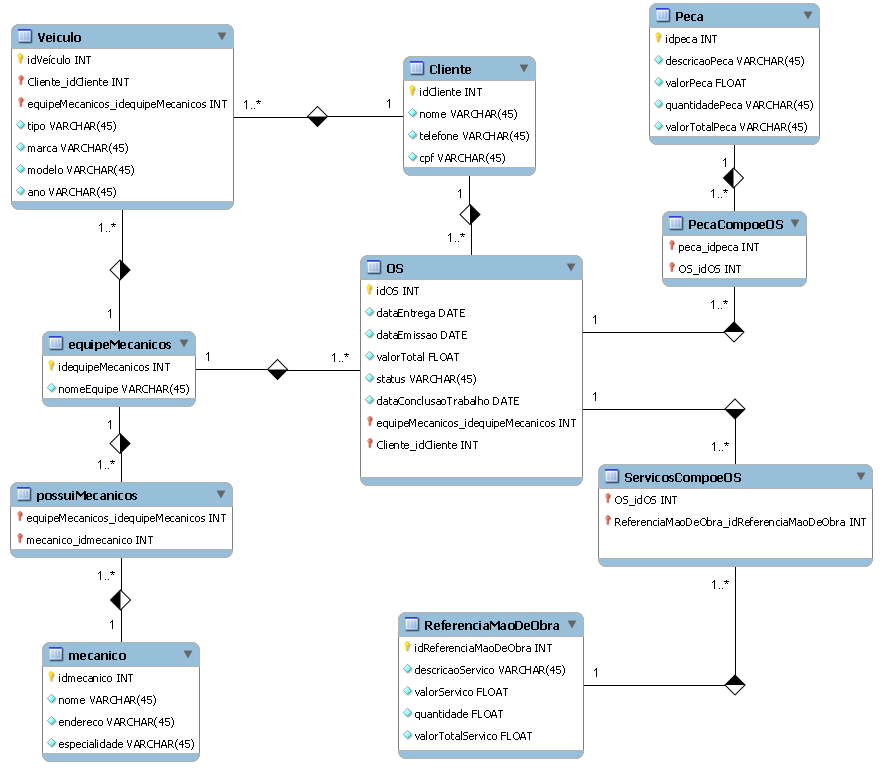 Veiculo
idVeículo INT
Cliente_idCliente INT
equipeMecanicos_idequipeMecanicos INT
tipo VARCHAR(45)
marca VARCHAR(45)
modelo VARCHAR(45)
ano VARCHAR(45)
1..*
1
Cliente
idCliente INT
nome VARCHAR(45)
telefone VARCHAR(45)
cpf VARCHAR(45)
Peca
idpeca INT
descricaoPeca VARCHAR(45)
valorPeca FLOAT
quantidadePeca VARCHAR(45)
valorTotalPeca VARCHAR(45)
1
1..*
PecaCompoeOS
peca_idpeca INT
OS_idOS INT
1..*
1
1
1..*
OS
idOS INT
dataEntrega DATE
dataEmissao DATE
valorTotal FLOAT
status VARCHAR(45)
dataConclusaoTrabalho DATE
equipeMecanicos_idequipeMecanicos INT
Cliente_idCliente INT
1..*
1
equipeMecanicos
idequipeMecanicos INT
nomeEquipe VARCHAR(45)
1
1..*
1
1..*
possuiMecanicos
equipeMecanicos_idequipeMecanicos INT
mecanico_idmecanico INT
1..*
1
mecanico
idmecanico INT
nome VARCHAR(45)
endereco VARCHAR(45)
especialidade VARCHAR(45)
1
1..*
ServicosCompoeOS
OS_idOS INT
ReferenciaMaoDeObra_idReferenciaMaoDeObra INT
1..*
1
ReferenciaMaoDeObra
idReferenciaMaoDeObra INT
descricaoServico VARCHAR(45)
valorServico FLOAT
quantidade FLOAT
valorTotalServico FLOAT